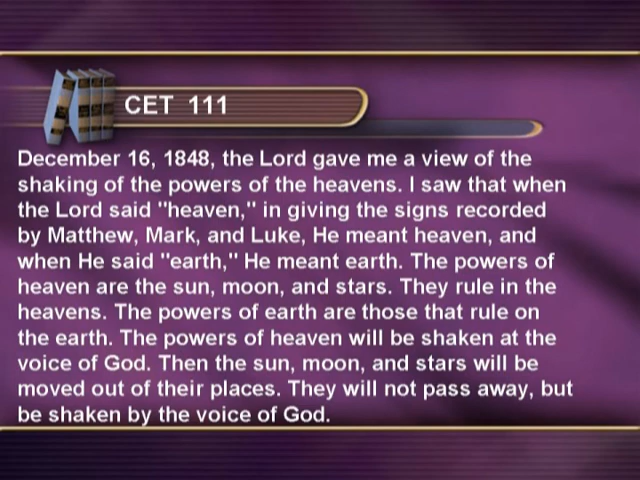 CET 111
December 16, 1848, the Lord gave me a view of the
shaking of the powers of the heavens. I saw that when
the Lord said "heaven," in giving the signs recorded
by Matthew, Mark, and Luke, He meant heaven, and
when He said "earth," He meant earth. The powers of
heaven are the sun, moon, and stars. They rule in the
heavens. The powers of earth are those that rule on
the earth. The powers of heaven will be shaken at the
voice of God. Then the sun, moon, and stars will be
moved out of their places. They will not pass away, but
be shaken by the voice of God.